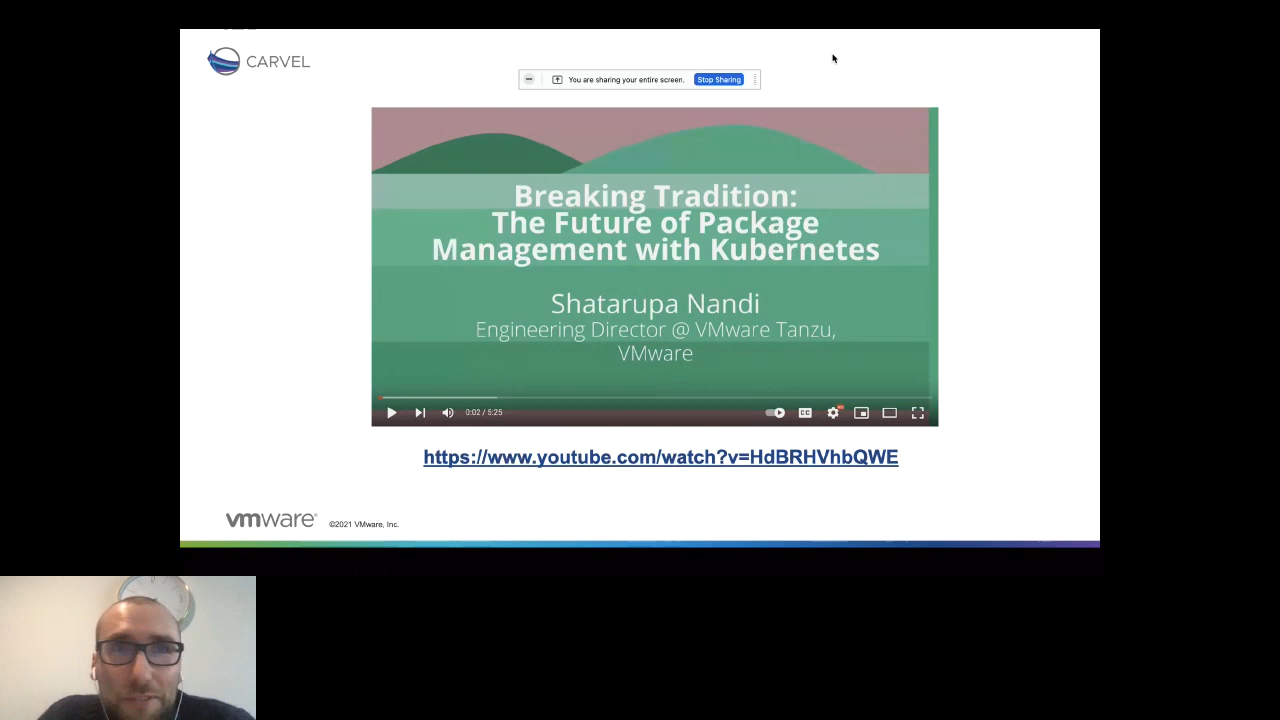 CARVEL
You are sharing your entire screen.
Stop Sharing
Breaking Tradition:
The Future of Package
Management with Kubernetes
Shatarupa Nandi
Engineering Director @ VMware Tanzu,
VMware
0:02 / 5:25
CC
https://www.youtube.com/watch?v=HdBRHVhbQWE
vmware®
©2021 VMware, Inc.